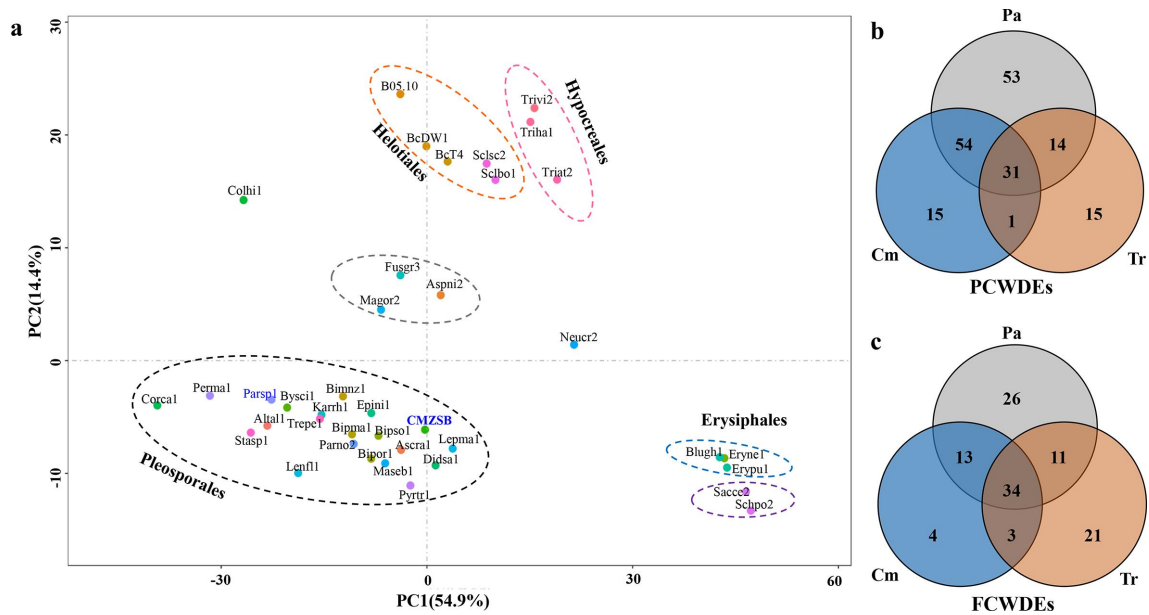 a
PC2(14.4%)
30
20
10
0
-10
-30
0
30
60
PC1(54.9%)
B05.10
BcDW1
BcT4
Sclsc2
Sclbo1
Helotiales
Trivi2
Triha1
Triat2
Hypocreales
Colhi1
Fusgr3
Aspni2
Magor2
Neucr2
Corca1
Perma1
Parsp1
Bysci1
Bimnz1
Karrh1
Epini1
Altal1
Trepe1
Stasp1
Bipma1
Bipso1
CMZSB
Parno2
Ascra1
Lepma1
Bipor1
Maseb1
Didsa1
Lenfl1
Pyrtr1
Pleosporales
Erysiphales
Blugh1
Eryne1
Erypu1
Sacce2
Schpo2
b
Pa
53
54
14
31
15
1
15
Cm
Tr
PCWDEs
c
Pa
26
13
11
34
4
3
21
Cm
Tr
FCWDEs